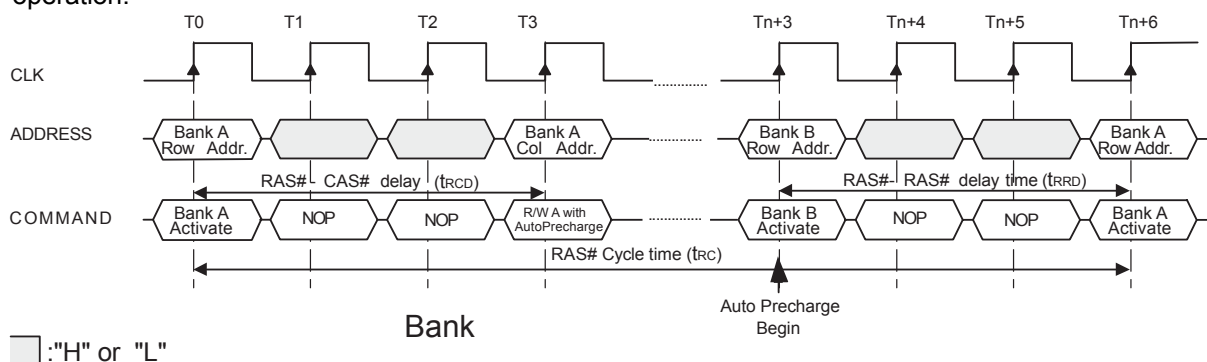 operation.
T0 T1 T2 T3 Tn+3 Tn+4 Tn+5 Tn+6
CLK
ADDRESS
Bank A
Row Addr.
Bank A
Col Addr.
Bank B
Row Addr.
Bank A
Row Addr.
RAS# - CAS# delay (tRCD)
RAS# - RAS# delay time (tRRD)
COMMAND
Bank A
Activate
NOP
NOP
R/W A with
AutoPrecharge
Bank B
Activate
NOP
NOP
Bank A
Activate
RAS# Cycle time (tRC)
Auto Precharge
Begin
Bank
:"H" or "L"